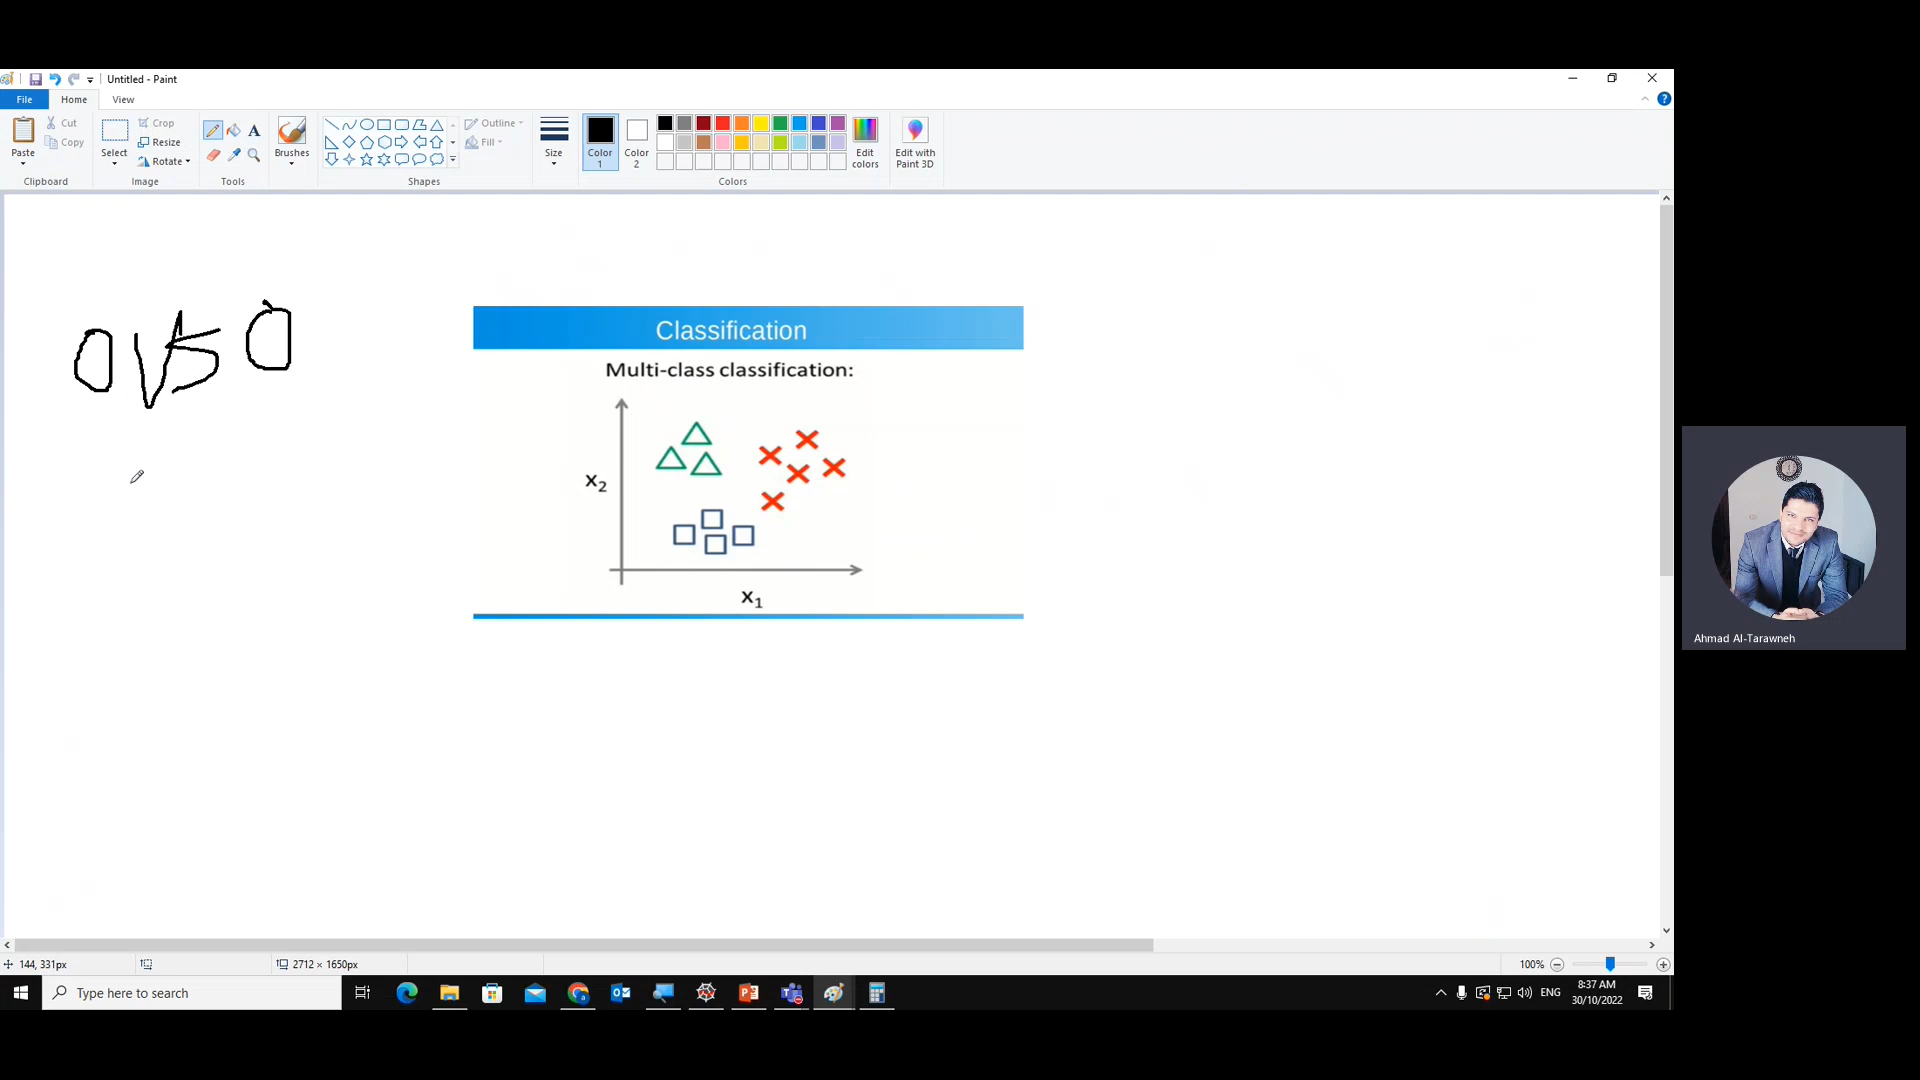 Untitled - Paint
File Home View
Paste
Cut
Copy
Clipboard
Select
Crop
Resize
Rotate
Image
A
Tools
Brushes
Shapes
Outline
Fill
Size
Color 1
Color 2
Edit colors
Colors
Edit with Paint 3D
O VS O
Classification
Multi-class classification:
x2
x1
Ahmad Al-Tarawneh
144, 331px
2712 × 1650px
100%
Type here to search
ENG
8:37 AM
30/10/2022